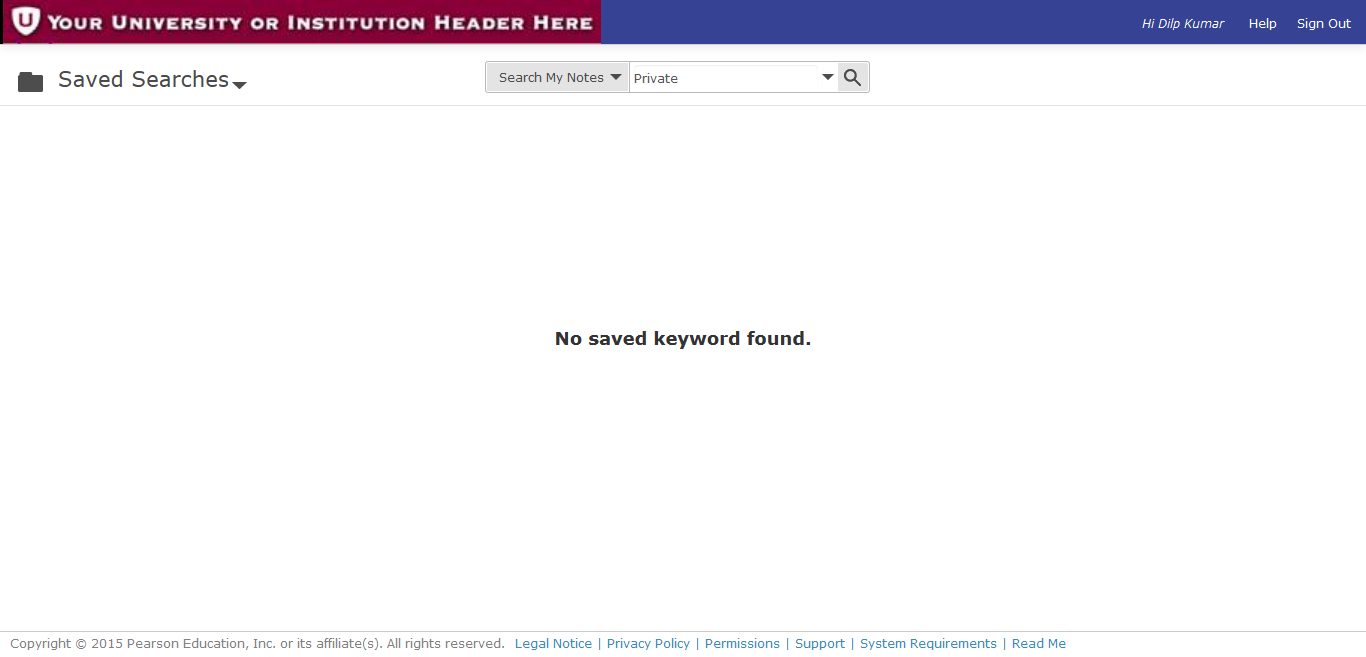 U YOUR UNIVERSITY OR INSTITUTION HEADER HERE
Hi Dilp Kumar Help Sign Out
Saved Searches
Search My Notes Private
No saved keyword found.
Copyright © 2015 Pearson Education, Inc. or its affiliate(s). All rights reserved. Legal Notice | Privacy Policy | Permissions | Support | System Requirements | Read Me